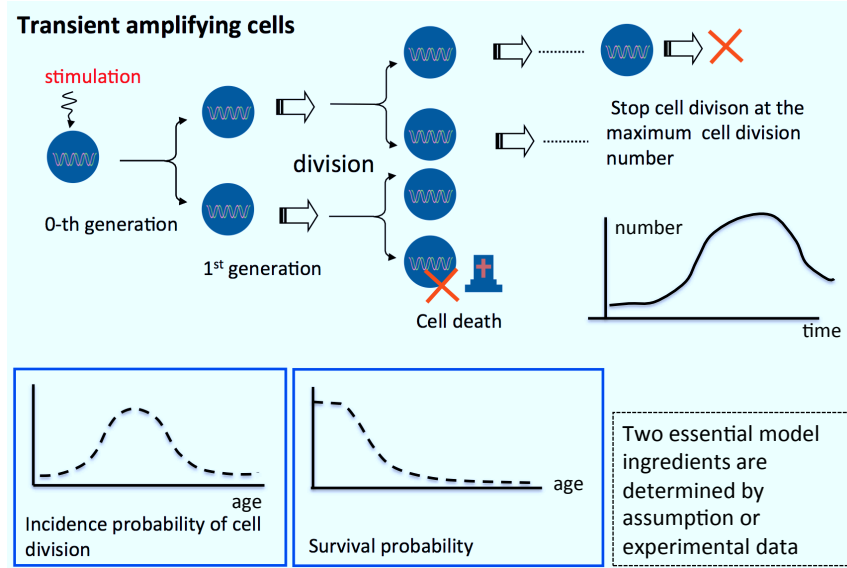 Transient amplifying cells
stimulation
0-th generation
1st generation
division
Cell death
Stop cell divison at the
maximum cell division
number
number
time
age
Incidence probability of cell
division
age
Survival probability
Two essential model
ingredients are
determined by
assumption or
experimental data